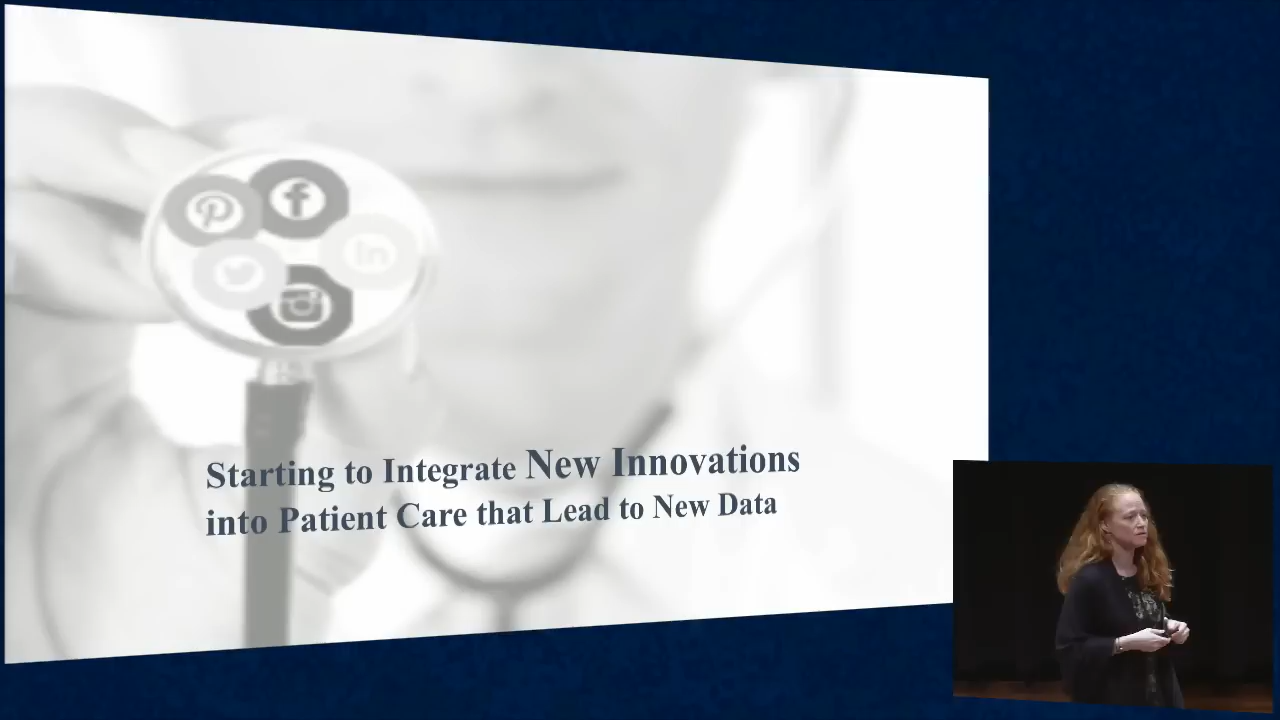 Starting to Integrate New Innovations
into Patient Care that Lead to New Data